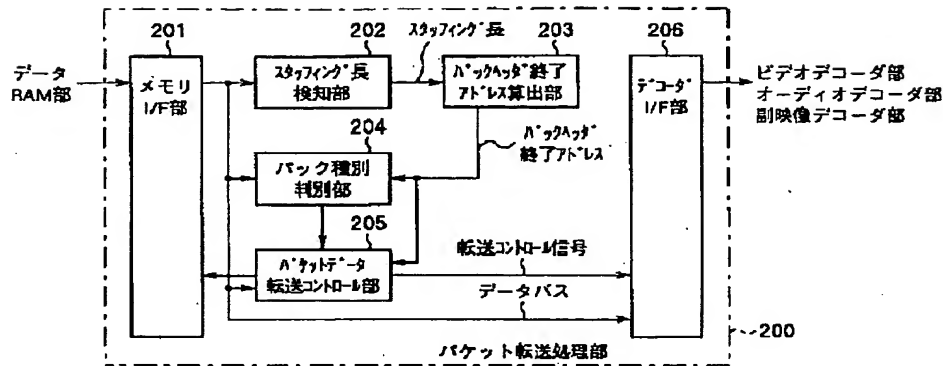 201
202
スタッフィング長
203
206
データ
RAM部
メモリ
I/F部
スタッフィング長
検知部
パックヘッダ終了
アドレス算出部
デコーダ
I/F部
ビデオデコーダ部
オーディオデコーダ部
副映像デコーダ部
204
パック種別
判別部
パックヘッダ
終了アドレス
205
パケットデータ
転送コントロール部
転送コントロール信号
データバス
200
パケット転送処理部